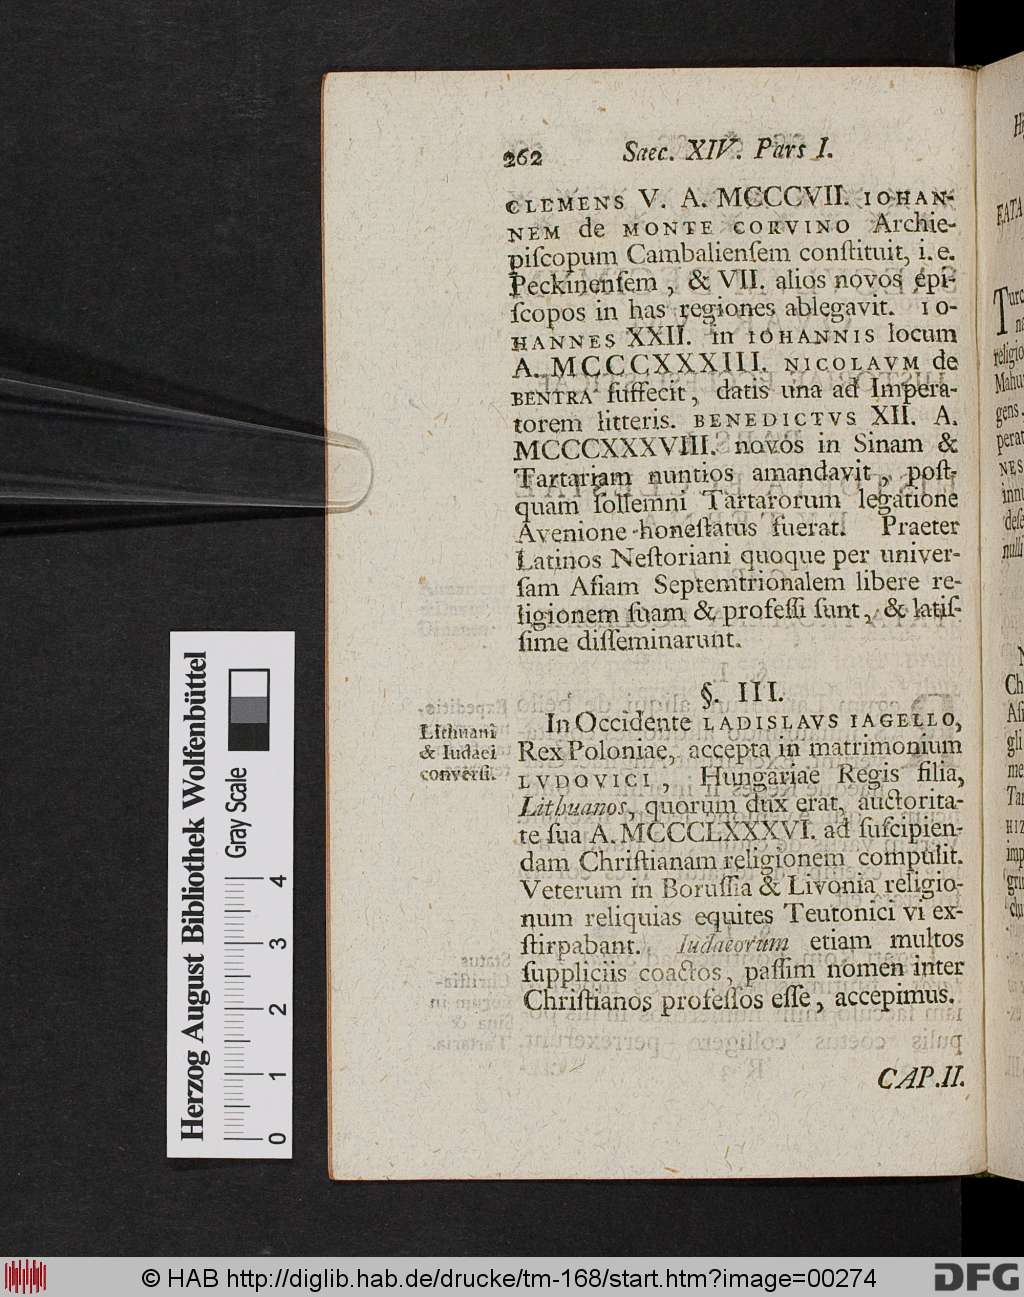 262 Saec. XIV. Pars I.
CLEMENS V. A. MCCCVII. IOHAN-
NEM de MONTE CORVINO Archie-
piſcopum Cambalienſem conſtituit, i. e.
Peckinenſem, & VII. alios novos epi-
ſcopos in has regiones ablegavit. IO-
HANNES XXII. in IOHANNIS locum
A. MCCCXXXIII. NICOLAVM de
BENTRA ſuffecit, datis una ad Impera-
torem litteris. BENEDICTVS XII. A.
MCCCXXXVIII. novos in Sinam &
Tartariam nuntios amandavit, poſt-
quam ſollemni Tartarorum legatione
Avenione honeſtatus fuerat. Praeter
Latinos Neſtoriani quoque per univer-
ſam Aſiam Septemtrionalem libere re-
ligionem ſuam & profeſſi ſunt, & latiſ-
ſime diſſeminarunt.
§. III.
Lithuani
& Iudaei
converſi.
In Occidente LADISLAVS IAGELLO,
Rex Poloniae, accepta in matrimonium
LVDOVICI, Hungariae Regis filia,
Lithuanos, quorum dux erat, auctorita-
te ſua A. MCCCLXXXVI. ad ſuſcipien-
dam Chriſtianam religionem compulit.
Veterum in Boruſſia & Livonia religio-
num reliquias equites Teutonici vi ex-
ſtirpabant. Iudaeorum etiam multos
ſuppliciis coactos, paſſim nomen inter
Chriſtianos profeſſos eſſe, accepimus.
CAP. II.
Herzog August Bibliothek Wolfenbüttel
Gray Scale
0 1 2 3 4
© HAB http://diglib.hab.de/drucke/tm-168/start.htm?image=00274
DFG